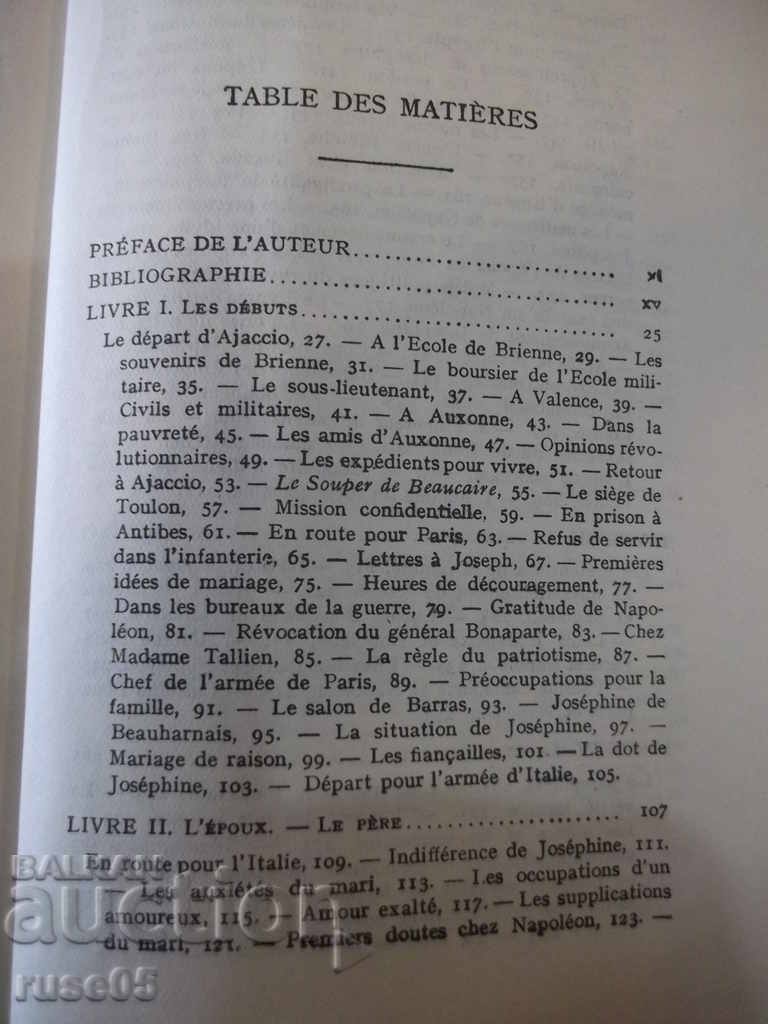 TABLE DES MATIÈRES
PRÉFACE DE L'AUTEUR.............................. xI
BIBLIOGRAPHIE........................................ xv
LIVRE I. LES DÉBUTS.................................... 25
Le départ d'Ajaccio, 27. — A l'Ecole de Brienne, 29. — Les
souvenirs de Brienne, 31. — Le boursier de l'Ecole mili-
taire, 35. — Le sous-lieutenant, 37. — A Valence, 39. —
Civils et militaires, 41. — A Auxonne, 43. — Dans la
pauvreté, 45. — Les amis d'Auxonne, 47. — Opinions révo-
lutionnaires, 49. — Les expédients pour vivre, 51. — Retour
à Ajaccio, 53. — Le Souper de Beaucaire, 55. — Le siège de
Toulon, 57. — Mission confidentielle, 59. — En prison à
Antibes, 61. — En route pour Paris, 63. — Refus de servir
dans l'infanterie, 65. — Lettres à Joseph, 67. — Premières
idées de mariage, 75. — Heures de découragement, 77. —
Dans les bureaux de la guerre, 79. — Gratitude de Napo-
léon, 81. — Révocation du général Bonaparte, 83. — Chez
Madame Tallien, 85. — La règle du patriotisme, 87. —
Chef de l'armée de Paris, 89. — Préoccupations pour la
famille, 91. — Le salon de Barras, 93. — Joséphine de
Beauharnais, 95. — La situation de Joséphine, 97. —
Mariage de raison, 99. — Les fiançailles, 101. — La dot de
Joséphine, 103. — Départ pour l'armée d'Italie, 105.
LIVRE II. L'ÉPOUX. — LE PÈRE........................ 107
En route pour l'Italie, 109. — Indifférence de Joséphine, 111.
— Les anxiétés du mari, 113. — Les occupations d'un
amoureux, 115. — Amour exalté, 117. — Les supplications
du mari, 121. — Premiers doutes chez Napoléon, 123. —
BALKAN
auction
ruse05